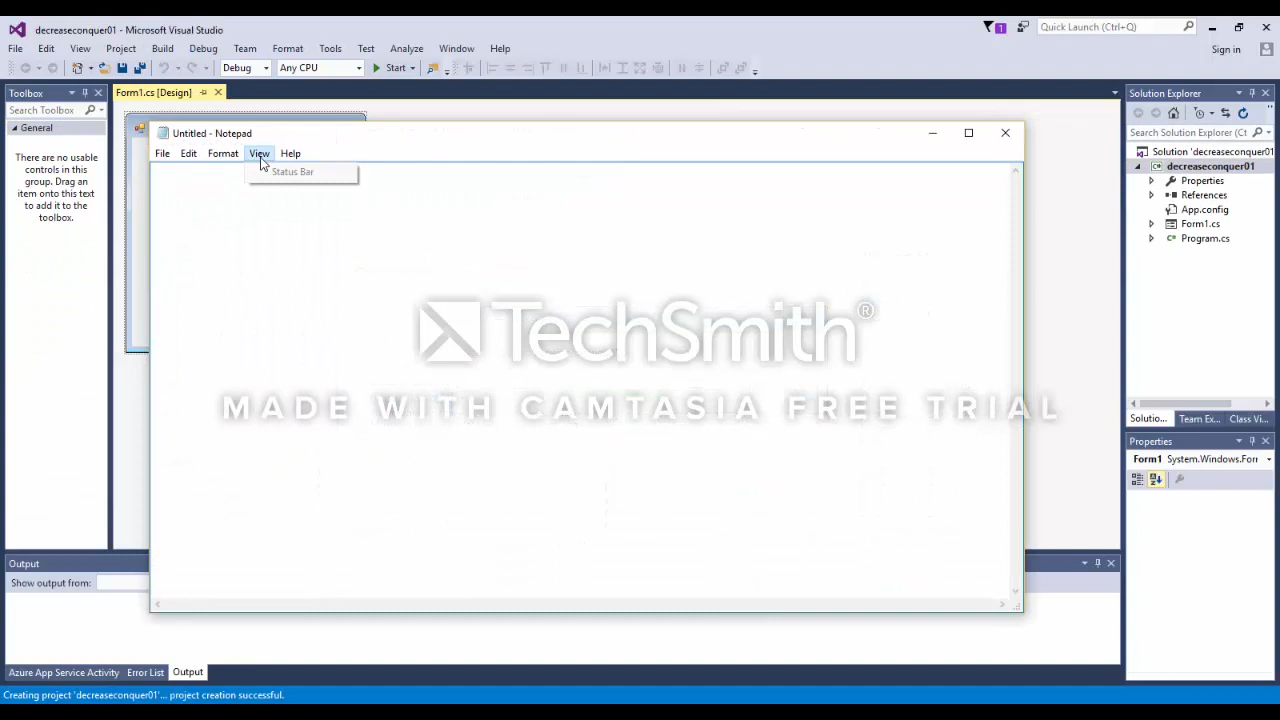 decreaseconquer01 - Microsoft Visual Studio
1
Quick Launch (Ctrl+Q)
File Edit View Project Build Debug Team Format Tools Test Analyze Window Help
Sign in
Debug Any CPU Start
Toolbox
Search Toolbox
General
There are no usable
controls in this
group. Drag an
item onto this text
to add it to the
toolbox.
Form1.cs [Design]
Untitled - Notepad
File Edit Format View Help
Status Bar
TechSmith®
MADE WITH CAMTASIA FREE TRIAL
Solution Explorer
Search Solution Explorer (Ctrl+
Solution 'decreaseconquer01
decreaseconquer01
Properties
References
App.config
Form1.cs
Program.cs
Solutio... Team Ex... Class Vi...
Properties
Form1 System.Windows.Forn
Output
Show output from:
Azure App Service Activity Error List Output
Creating project 'decreaseconquer01'... project creation successful.